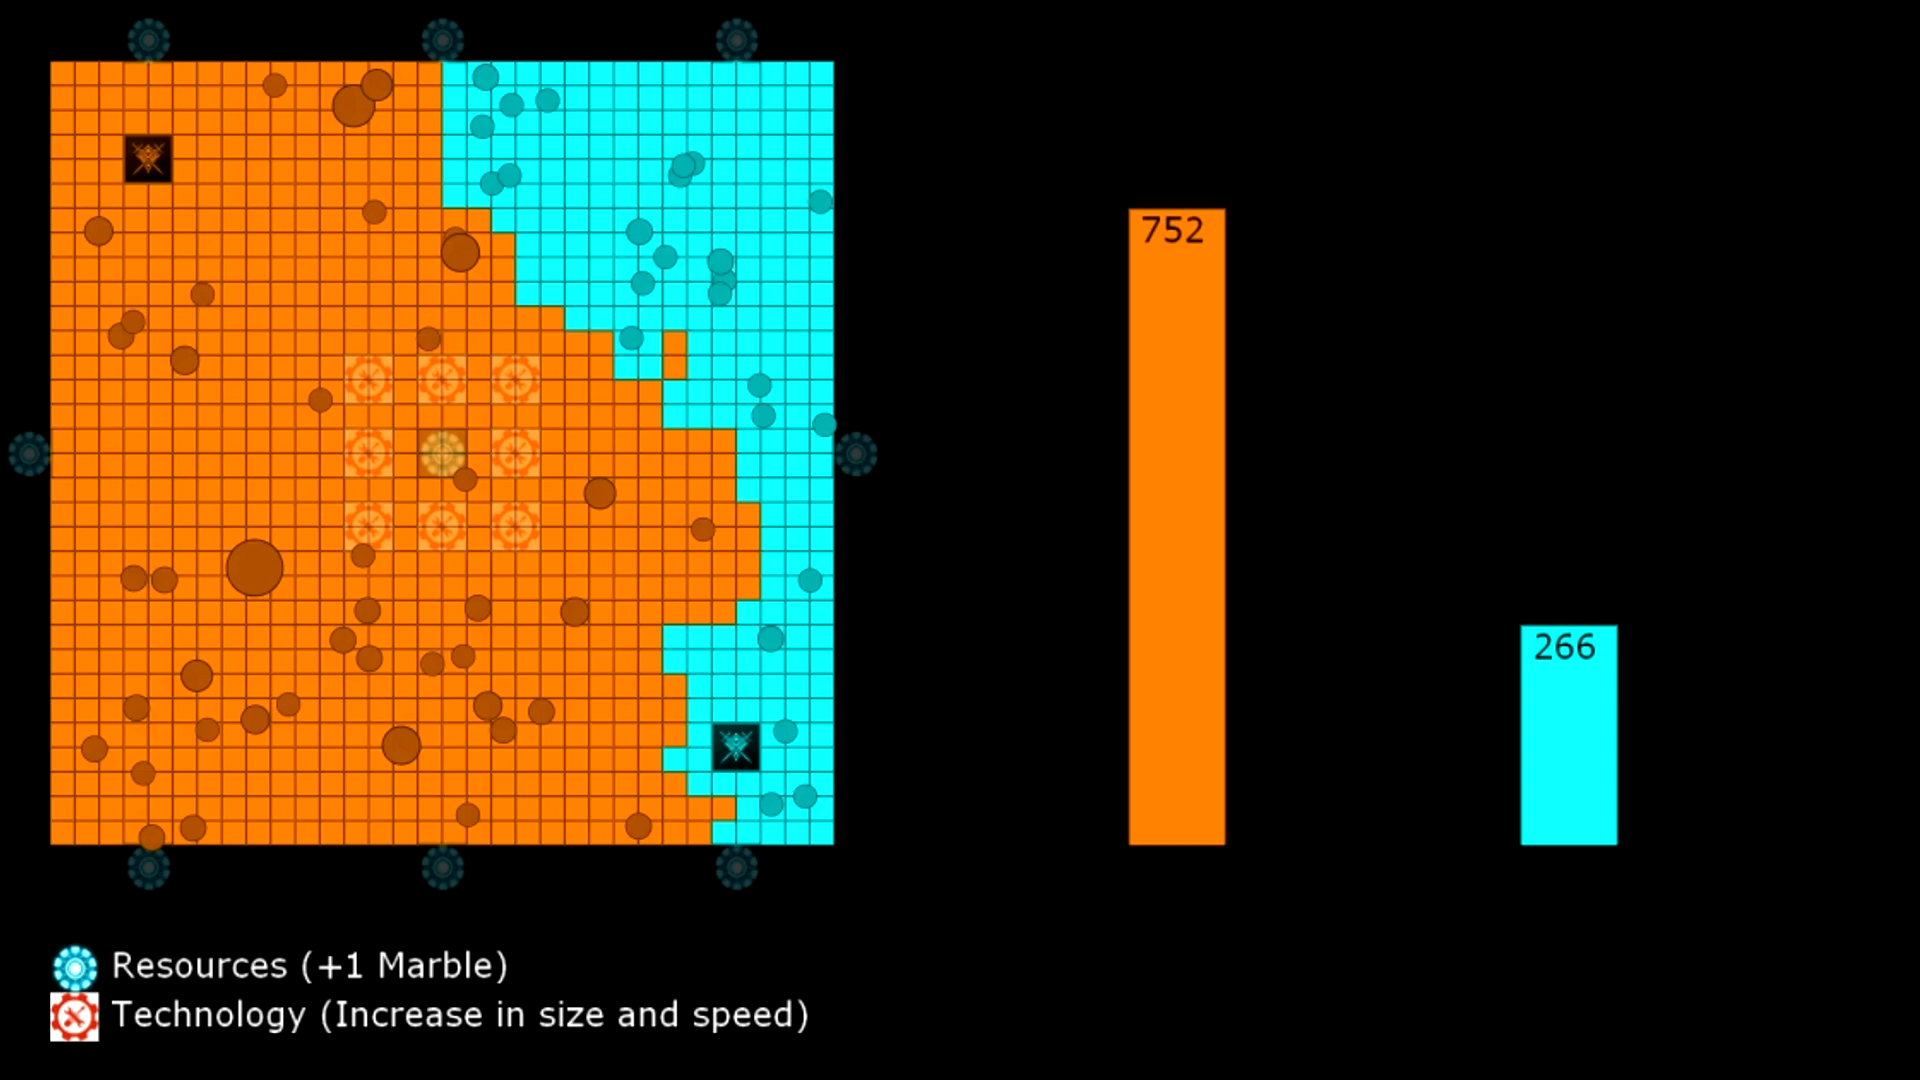 752
266
Resources (+1 Marble)
Technology (Increase in size and speed)